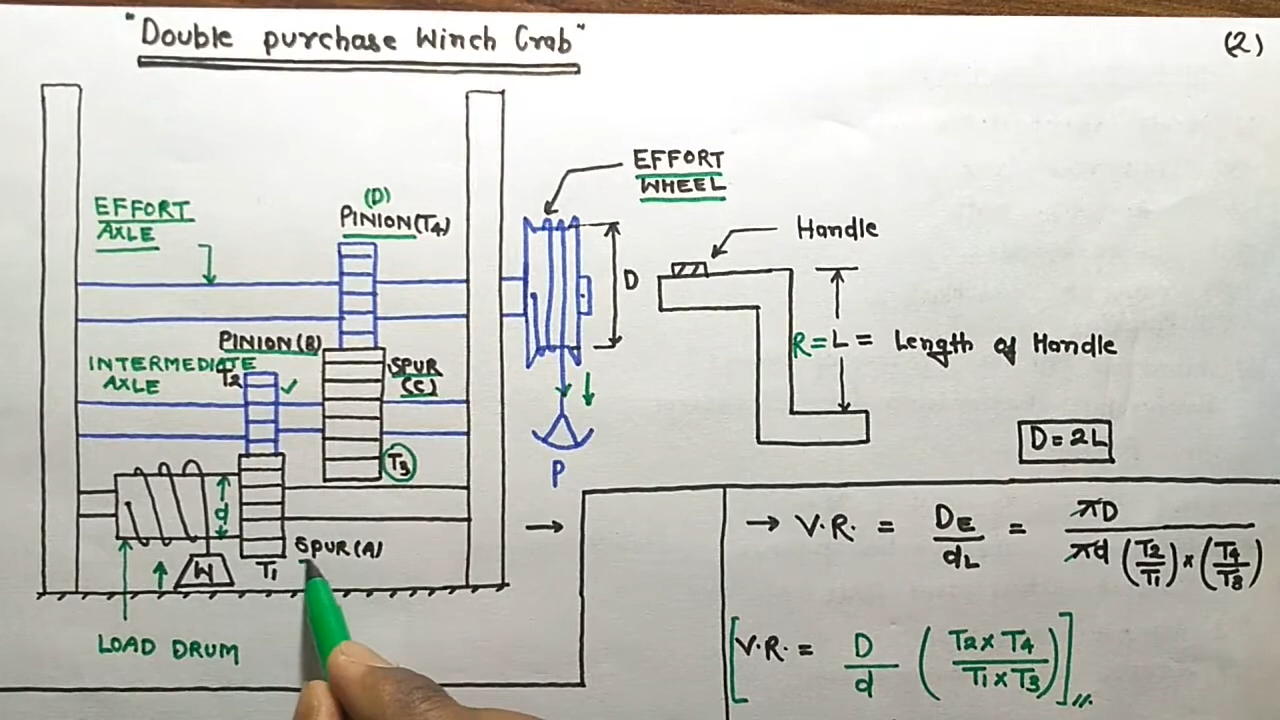 "Double purchase Winch Crab"
(2)
EFFORT
WHEEL
(D)
PINION(T4)
EFFORT
AXLE
Handle
D
PINION(B)
R=L = Length of Handle
INTERMEDIATE
AXLE
T2
SPUR
(C)
D=2L
T3
P
d
→ V.R. = DE/dL = πD / πd (T2/T1) × (T4/T3)
SPUR(A)
W
T1
LOAD DRUM
[V.R. = D/d (T2×T4 / T1×T3)]